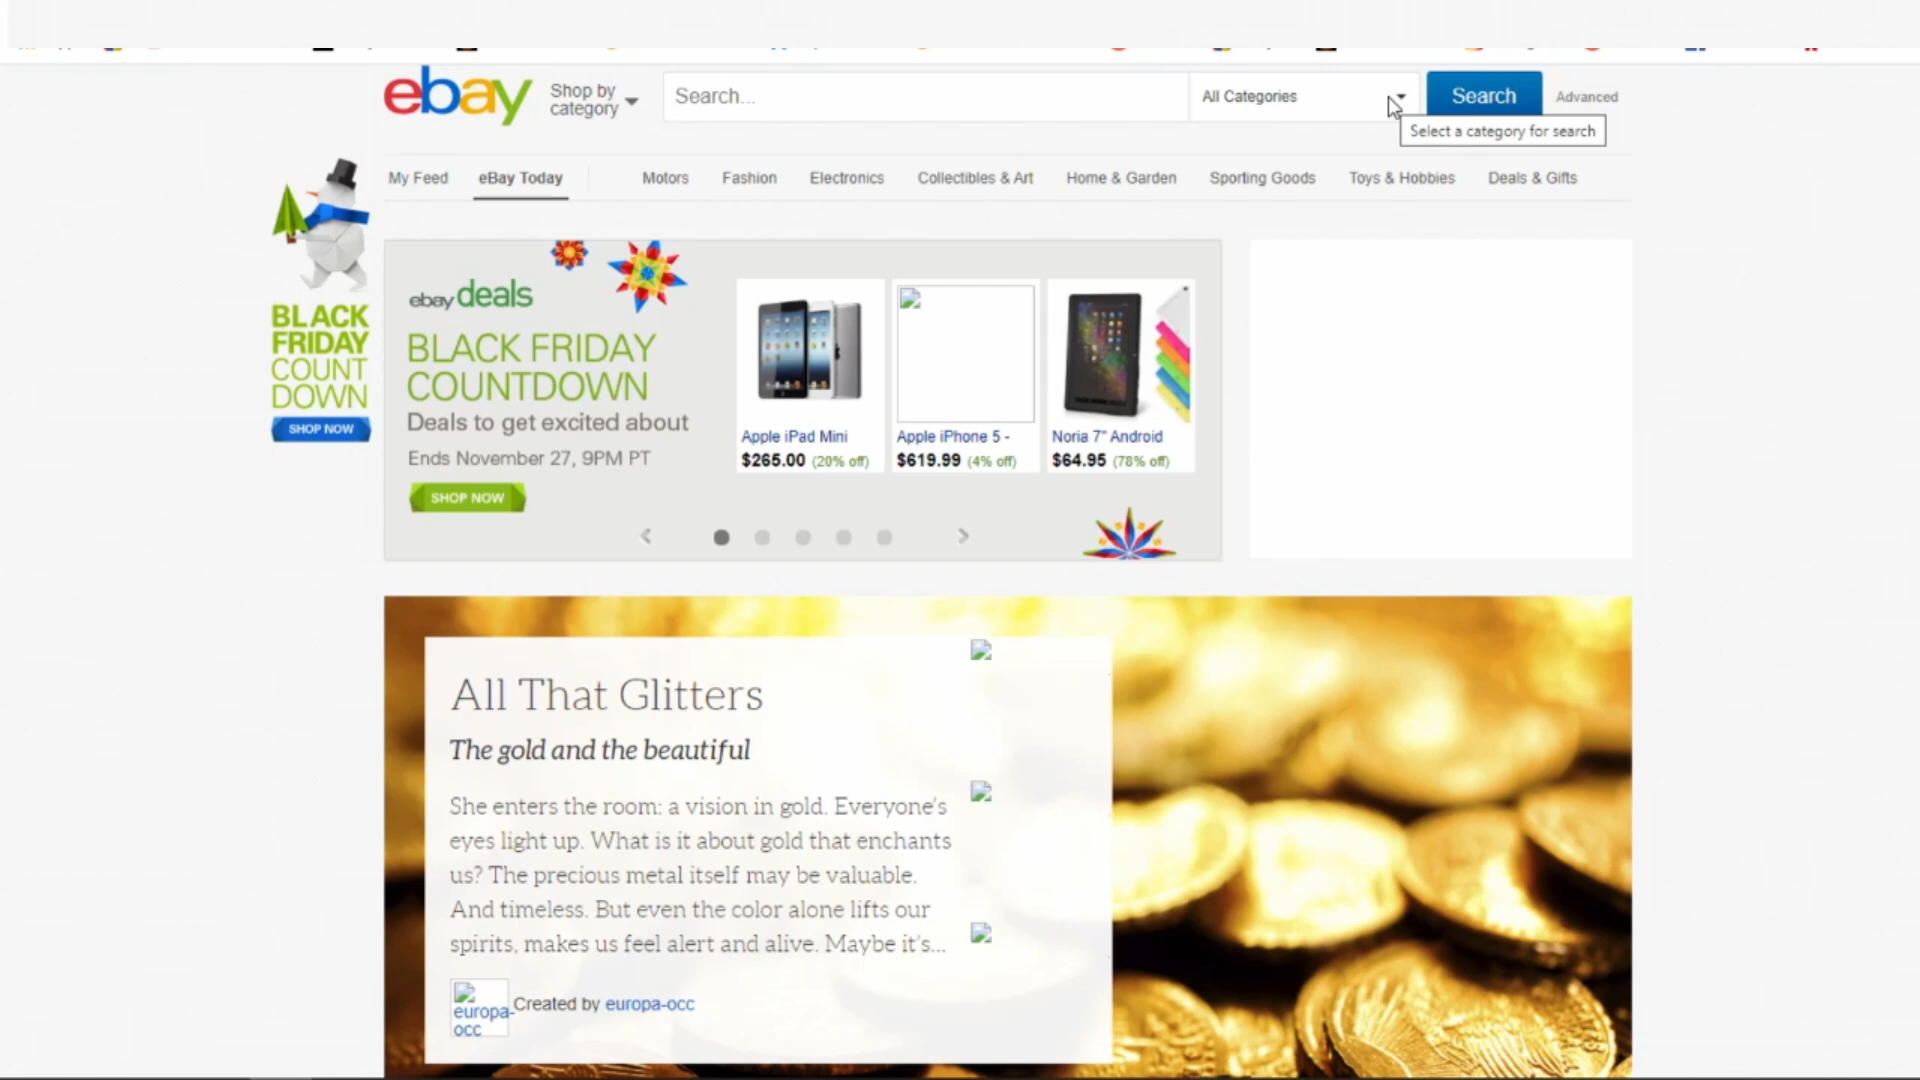 ebay
Shop by
category
Search...
All Categories
Search
Advanced
Select a category for search
My Feed
eBay Today
Motors
Fashion
Electronics
Collectibles & Art
Home & Garden
Sporting Goods
Toys & Hobbies
Deals & Gifts
BLACK
FRIDAY
COUNT
DOWN
SHOP NOW
ebay deals
BLACK FRIDAY
COUNTDOWN
Deals to get excited about
Ends November 27, 9PM PT
SHOP NOW
Apple iPad Mini
$265.00 (20% off)
Apple iPhone 5 -
$619.99 (4% off)
Noria 7" Android
$64.95 (78% off)
All That Glitters
The gold and the beautiful
She enters the room: a vision in gold. Everyone's
eyes light up. What is it about gold that enchants
us? The precious metal itself may be valuable.
And timeless. But even the color alone lifts our
spirits, makes us feel alert and alive. Maybe it's...
europa-
occ
Created by europa-occ